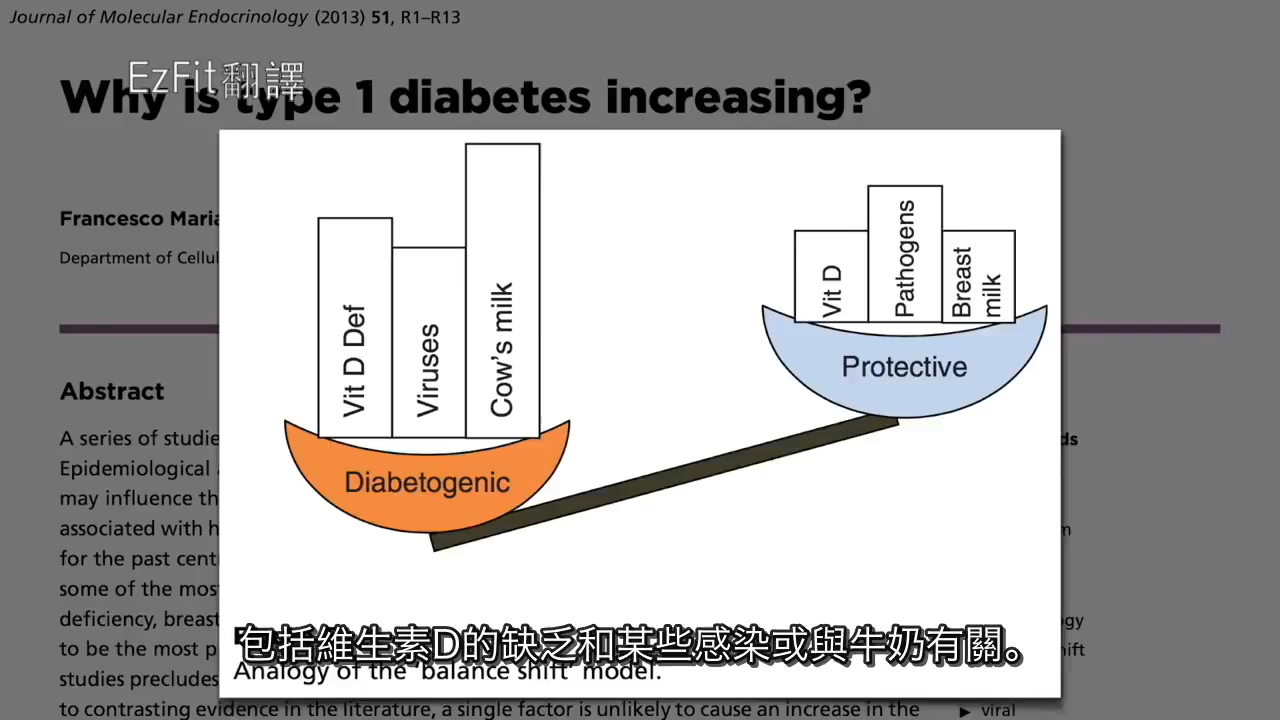 Journal of Molecular Endocrinology (2013) 51, R1–R13
EzFit翻譯
Why is type 1 diabetes increasing?
Francesco Maria
Department of Cellul
Abstract
A series of studie
Epidemiological
may influence th
associated with h
for the past cent
some of the mos
deficiency, breast
to be the most p
studies precludes
to contrasting evidence in the literature, a single factor is unlikely to cause an increase in the
viral
Vit D Def
Viruses
Cow's milk
Diabetogenic
Vit D
Pathogens
Breast
milk
Protective
包括維生素D的缺乏和某些感染或與牛奶有關。
Analogy of the 'balance shift' model.